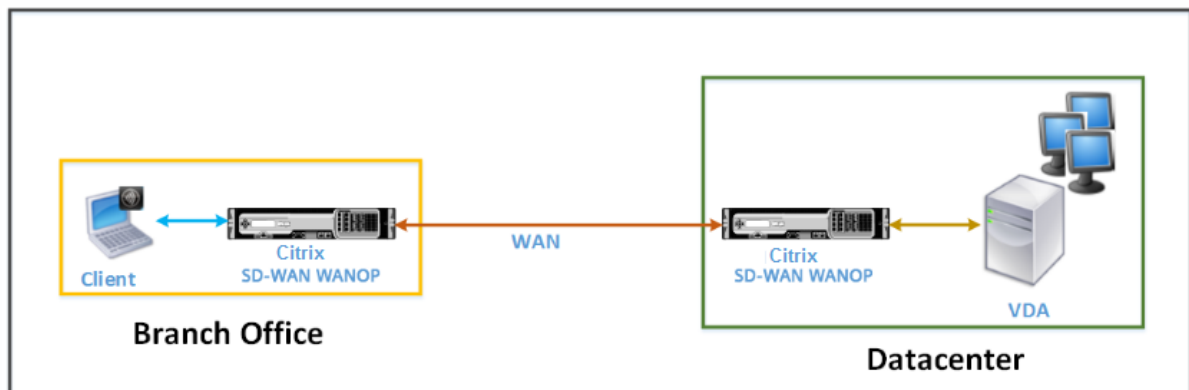 Client
Citrix
SD-WAN WANOP
Branch Office
WAN
Citrix
SD-WAN WANOP
VDA
Datacenter